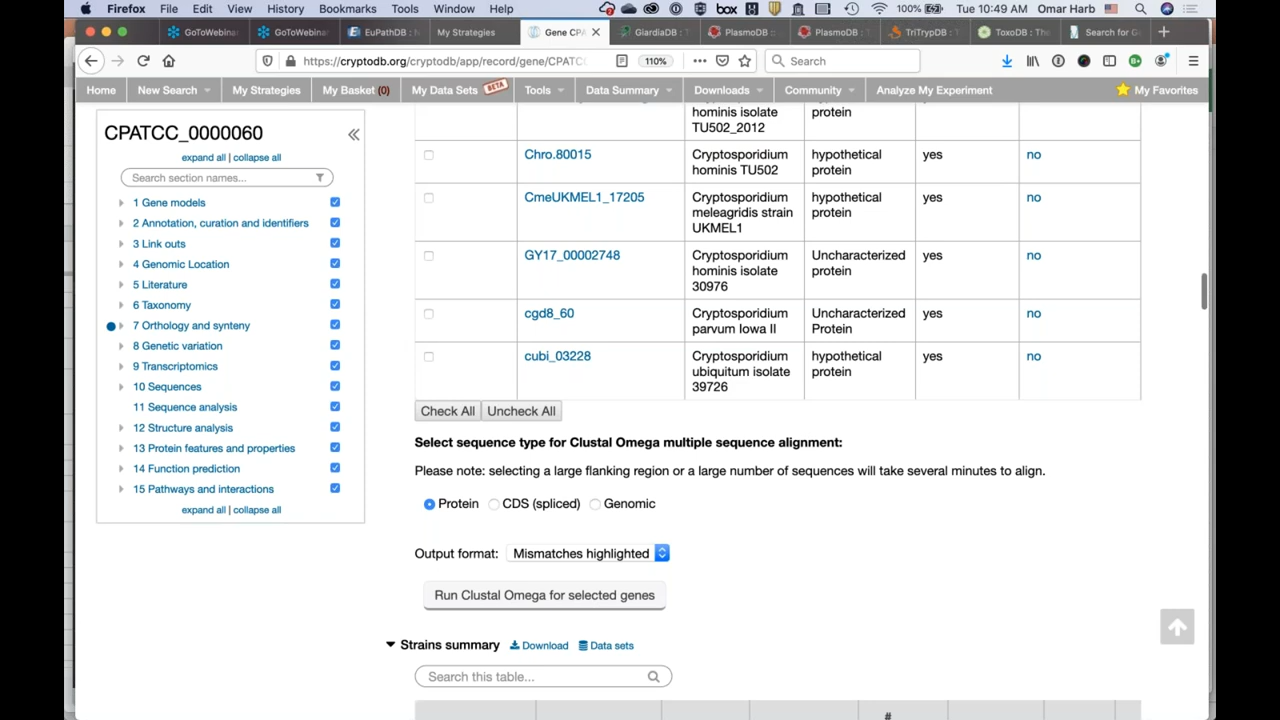 Firefox File Edit View History Bookmarks Tools Window Help box 100% Tue 10:49 AM Omar Harb
GoToWebina GoToWebina EuPathDB: My Strategies Gene CPA GiardiaDB : PlasmoDB : PlasmoDB : TriTrypDB : ToxoDB : The Search for G
https://cryptodb.org/cryptodb/app/record/gene/CPATCC 110% Search
Home New Search My Strategies My Basket (0) My Data Sets BETA Tools Data Summary Downloads Community Analyze My Experiment My Favorites
CPATCC_0000060
expand all | collapse all
Search section names...
1 Gene models
2 Annotation, curation and identifiers
3 Link outs
4 Genomic Location
5 Literature
6 Taxonomy
7 Orthology and synteny
8 Genetic variation
9 Transcriptomics
10 Sequences
11 Sequence analysis
12 Structure analysis
13 Protein features and properties
14 Function prediction
15 Pathways and interactions
expand all | collapse all
hominis isolate protein
TU502_2012
Chro.80015 Cryptosporidium hypothetical yes no
hominis TU502 protein
CmeUKMEL1_17205 Cryptosporidium hypothetical yes no
meleagridis strain protein
UKMEL1
GY17_00002748 Cryptosporidium Uncharacterized yes no
hominis isolate protein
30976
cgd8_60 Cryptosporidium Uncharacterized yes no
parvum Iowa II Protein
cubi_03228 Cryptosporidium hypothetical yes no
ubiquitum isolate protein
39726
Check All Uncheck All
Select sequence type for Clustal Omega multiple sequence alignment:
Please note: selecting a large flanking region or a large number of sequences will take several minutes to align.
Protein CDS (spliced) Genomic
Output format: Mismatches highlighted
Run Clustal Omega for selected genes
Strains summary Download Data sets
Search this table...
#